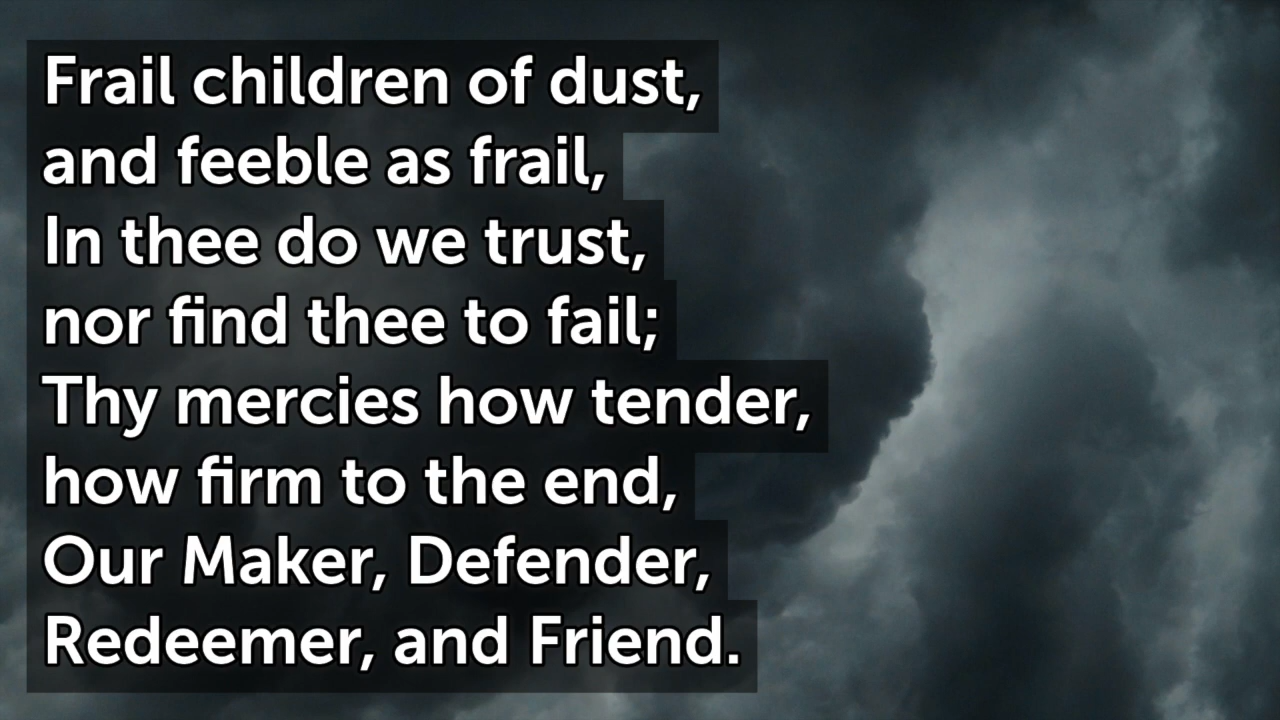 Frail children of dust,
and feeble as frail,
In thee do we trust,
nor find thee to fail;
Thy mercies how tender,
how firm to the end,
Our Maker, Defender,
Redeemer, and Friend.